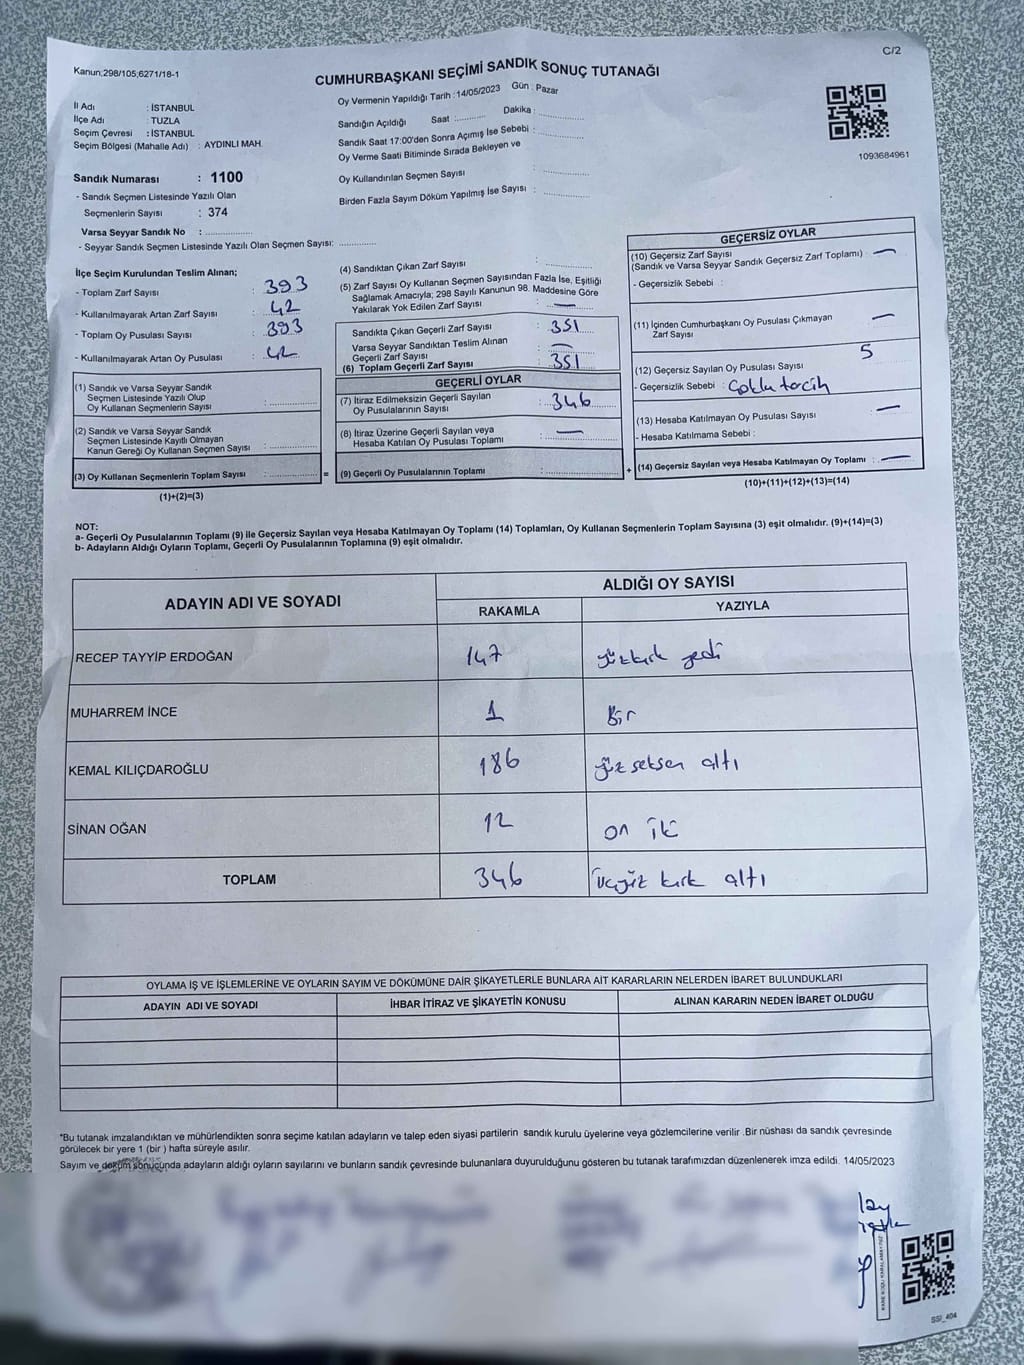 Kanun;298/105;6271/18-1
C/2
CUMHURBAŞKANI SEÇİMİ SANDIK SONUÇ TUTANAĞI
İl Adı : İSTANBUL
İlçe Adı : TUZLA
Seçim Çevresi : İSTANBUL
Seçim Bölgesi (Mahalle Adı) : AYDINLI MAH.
Sandık Numarası : 1100
- Sandık Seçmen Listesinde Yazılı Olan
Seçmenlerin Sayısı : 374
Varsa Seyyar Sandık No : ....................
- Seyyar Sandık Seçmen Listesinde Yazılı Olan Seçmen Sayısı: ...............
Oy Vermenin Yapıldığı Tarih : 14/05/2023 Gün : Pazar
Sandığın Açıldığı Saat : ............ Dakika : ....................
Sandık Saat 17:00'den Sonra Açımış İse Sebebi : ....................
Oy Verme Saati Bitiminde Sırada Bekleyen ve
Oy Kullandırılan Seçmen Sayısı : ....................
Birden Fazla Sayım Döküm Yapılmış İse Sayısı : ....................
1093684961
İlçe Seçim Kurulundan Teslim Alınan;
- Toplam Zarf Sayısı : 393
- Kullanılmayarak Artan Zarf Sayısı : 42
- Toplam Oy Pusulası Sayısı : 393
- Kullanılmayarak Artan Oy Pusulası : 42
(1) Sandık ve Varsa Seyyar Sandık
Seçmen Listesinde Yazılı Olup
Oy Kullanan Seçmenlerin Sayısı : ....................
(2) Sandık ve Varsa Seyyar Sandık
Seçmen Listesinde Kayıtlı Olmayan
Kanun Gereği Oy Kullanan Seçmen Sayısı : ....................
(3) Oy Kullanan Seçmenlerin Toplam Sayısı : .................... =
(1)+(2)=(3)
(4) Sandıktan Çıkan Zarf Sayısı : ....................
(5) Zarf Sayısı Oy Kullanan Seçmen Sayısından Fazla İse, Eşitliği
Sağlamak Amacıyla; 298 Sayılı Kanunun 98. Maddesine Göre
Yakılarak Yok Edilen Zarf Sayısı : —
Sandıkta Çıkan Geçerli Zarf Sayısı : 351
Varsa Seyyar Sandıktan Teslim Alınan
Geçerli Zarf Sayısı : —
(6) Toplam Geçerli Zarf Sayısı : 351
GEÇERLİ OYLAR
(7) İtiraz Edilmeksizin Geçerli Sayılan
Oy Pusulalarının Sayısı : 346
(8) İtiraz Üzerine Geçerli Sayılan veya
Hesaba Katılan Oy Pusulası Toplamı : —
(9) Geçerli Oy Pusulalarının Toplamı : .................... +
GEÇERSİZ OYLAR
(10) Geçersiz Zarf Sayısı
(Sandık ve Varsa Seyyar Sandık Geçersiz Zarf Toplamı) —
- Geçersizlik Sebebi :
(11) İçinden Cumhurbaşkanı Oy Pusulası Çıkmayan
Zarf Sayısı —
(12) Geçersiz Sayılan Oy Pusulası Sayısı 5
- Geçersizlik Sebebi : Çoklu tercih
(13) Hesaba Katılmayan Oy Pusulası Sayısı —
- Hesaba Katılmama Sebebi :
(14) Geçersiz Sayılan veya Hesaba Katılmayan Oy Toplamı : —
(10)+(11)+(12)+(13)=(14)
NOT:
a- Geçerli Oy Pusulalarının Toplamı (9) ile Geçersiz Sayılan veya Hesaba Katılmayan Oy Toplamı (14) Toplamları, Oy Kullanan Seçmenlerin Toplam Sayısına (3) eşit olmalıdır. (9)+(14)=(3)
b- Adayların Aldığı Oyların Toplamı, Geçerli Oy Pusulalarının Toplamına (9) eşit olmalıdır.
ADAYIN ADI VE SOYADI
ALDIĞI OY SAYISI
RAKAMLA YAZIYLA
RECEP TAYYİP ERDOĞAN 147 yüzkırk yedi
MUHARREM İNCE 1 Bir
KEMAL KILIÇDAROĞLU 186 yüz seksen altı
SİNAN OĞAN 12 on iki
TOPLAM 346 üçyüz kırk altı
OYLAMA İŞ VE İŞLEMLERİNE VE OYLARIN SAYIM VE DÖKÜMÜNE DAİR ŞİKAYETLERLE BUNLARA AİT KARARLARIN NELERDEN İBARET BULUNDUKLARI
ADAYIN ADI VE SOYADI İHBAR İTİRAZ VE ŞİKAYETİN KONUSU ALINAN KARARIN NEDEN İBARET OLDUĞU
*Bu tutanak imzalandıktan ve mühürlendikten sonra seçime katılan adayların ve talep eden siyasi partilerin sandık kurulu üyelerine veya gözlemcilerine verilir .Bir nüshası da sandık çevresinde
görülecek bir yere 1 (bir ) hafta süreyle asılır.
Sayım ve döküm sonucunda adayların aldığı oyların sayılarını ve bunların sandık çevresinde bulunanlara duyurulduğunu gösteren bu tutanak tarafımızdan düzenlenerek imza edildi. 14/05/2023
SSİ_404